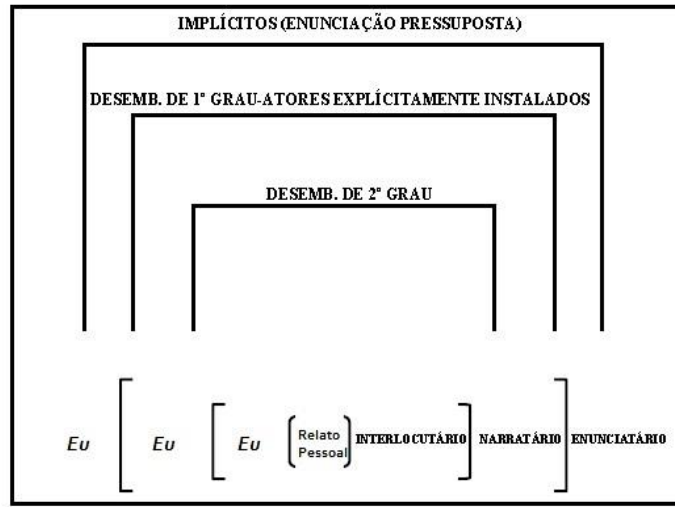 IMPLÍCITOS (ENUNCIAÇÃO PRESSUPOSTA)
DESEMB. DE 1º GRAU-ATORES EXPLÍCITAMENTE INSTALADOS
DESEMB. DE 2º GRAU
Eu Eu Eu Relato Pessoal INTERLOCUTÁRIO NARRATÁRIO ENUNCIATÁRIO